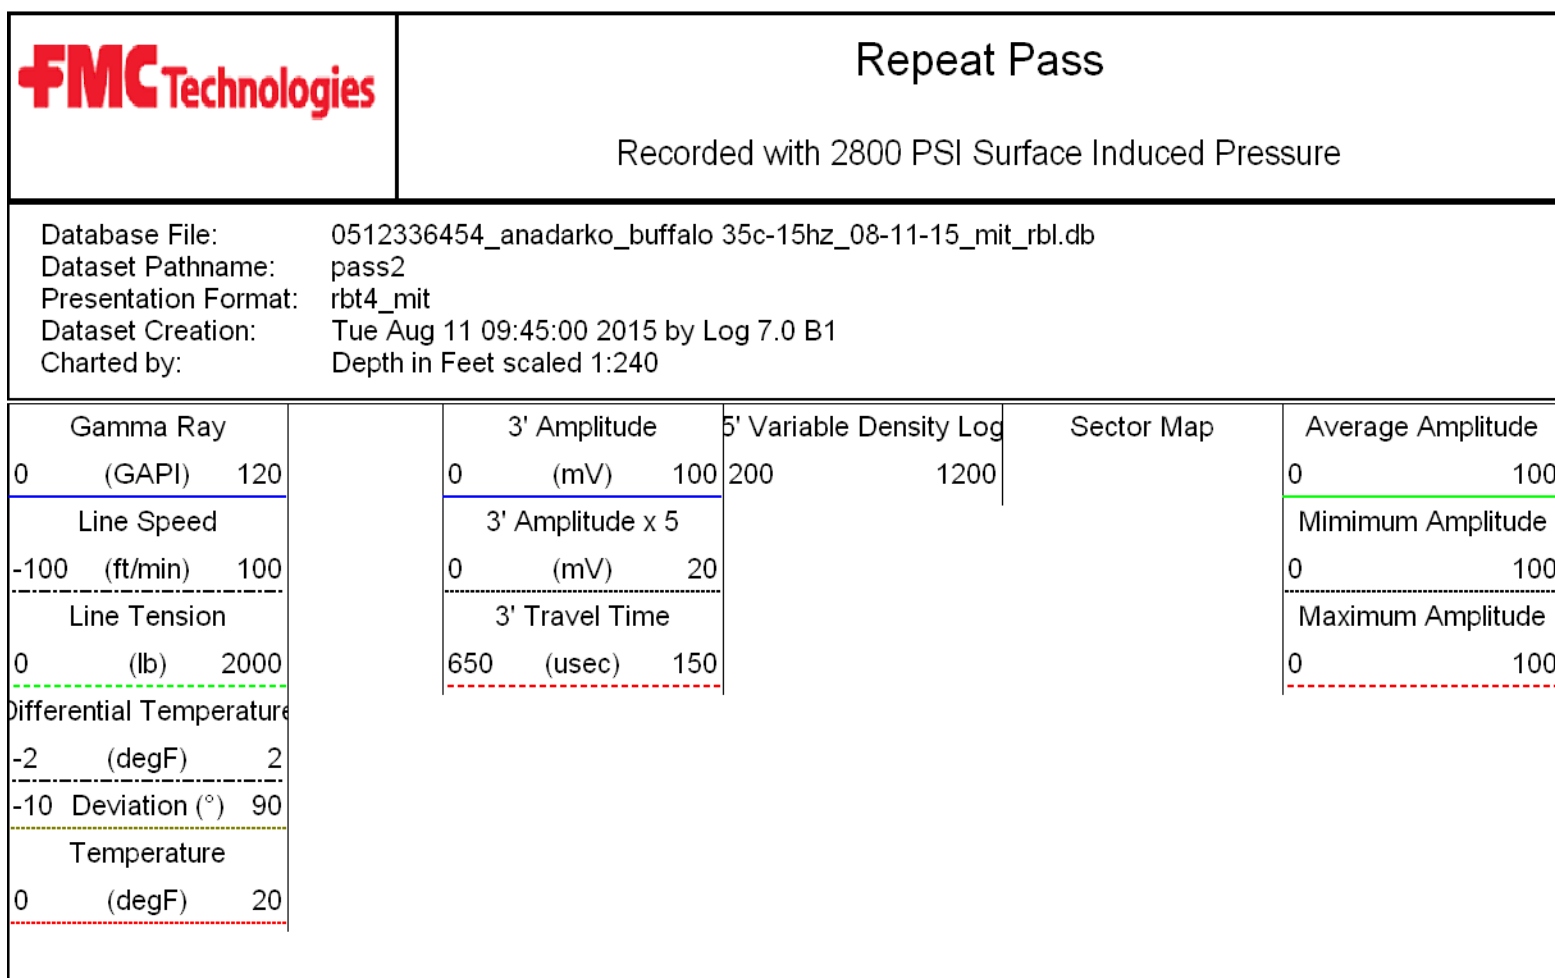 FMC Technologies
Repeat Pass
Recorded with 2800 PSI Surface Induced Pressure
Database File: 0512336454_anadarko_buffalo 35c-15hz_08-11-15_mit_rbl.db
Dataset Pathname: pass2
Presentation Format: rbt4_mit
Dataset Creation: Tue Aug 11 09:45:00 2015 by Log 7.0 B1
Charted by: Depth in Feet scaled 1:240
Gamma Ray
0 (GAPI) 120
Line Speed
-100 (ft/min) 100
Line Tension
0 (lb) 2000
Differential Temperature
-2 (degF) 2
-10 Deviation (°) 90
Temperature
0 (degF) 20
3' Amplitude
0 (mV) 100
3' Amplitude x 5
0 (mV) 20
3' Travel Time
650 (usec) 150
5' Variable Density Log
200 1200
Sector Map
Average Amplitude
0 100
Mimimum Amplitude
0 100
Maximum Amplitude
0 100